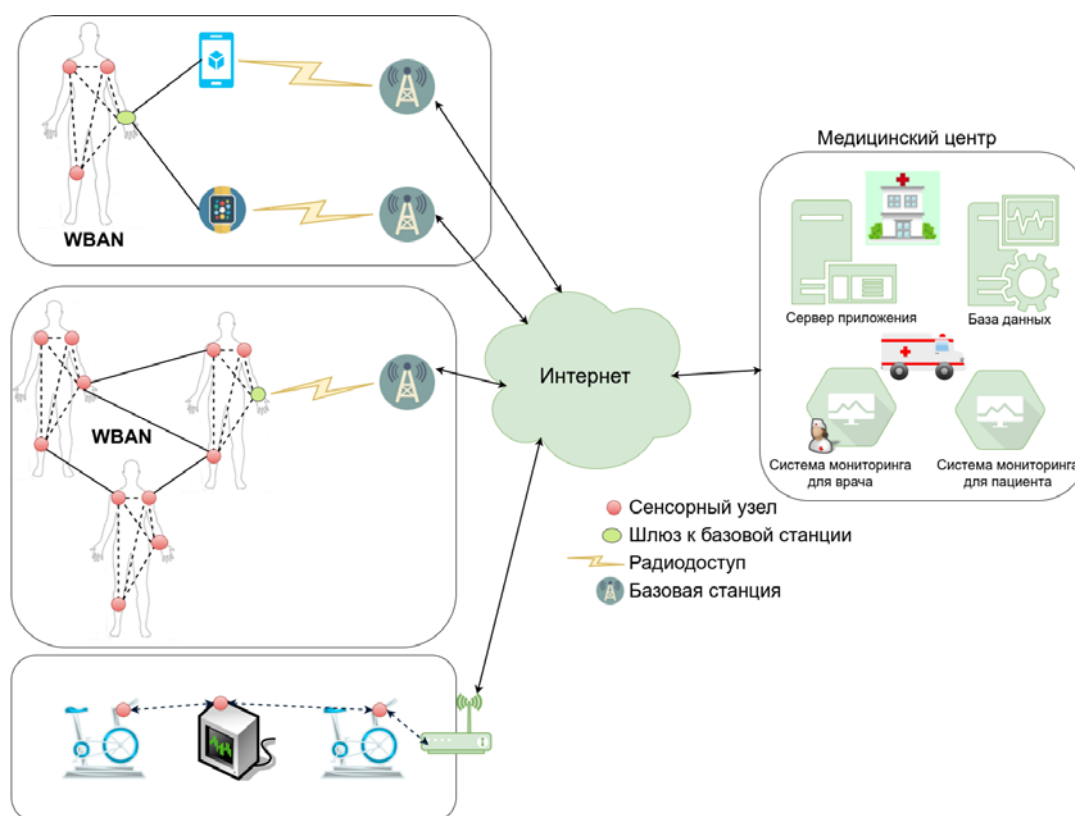 WBAN
WBAN
Интернет
Медицинский центр
Сервер приложения
База данных
Система мониторинга
для врача
Система мониторинга
для пациента
Сенсорный узел
Шлюз к базовой станции
Радиодоступ
Базовая станция